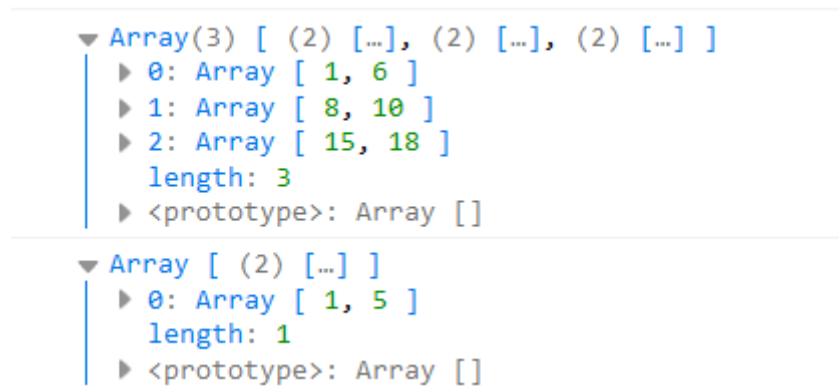 Array(3) [ (2) […], (2) […], (2) […] ]
0: Array [ 1, 6 ]
1: Array [ 8, 10 ]
2: Array [ 15, 18 ]
length: 3
<prototype>: Array []
Array [ (2) […] ]
0: Array [ 1, 5 ]
length: 1
<prototype>: Array []